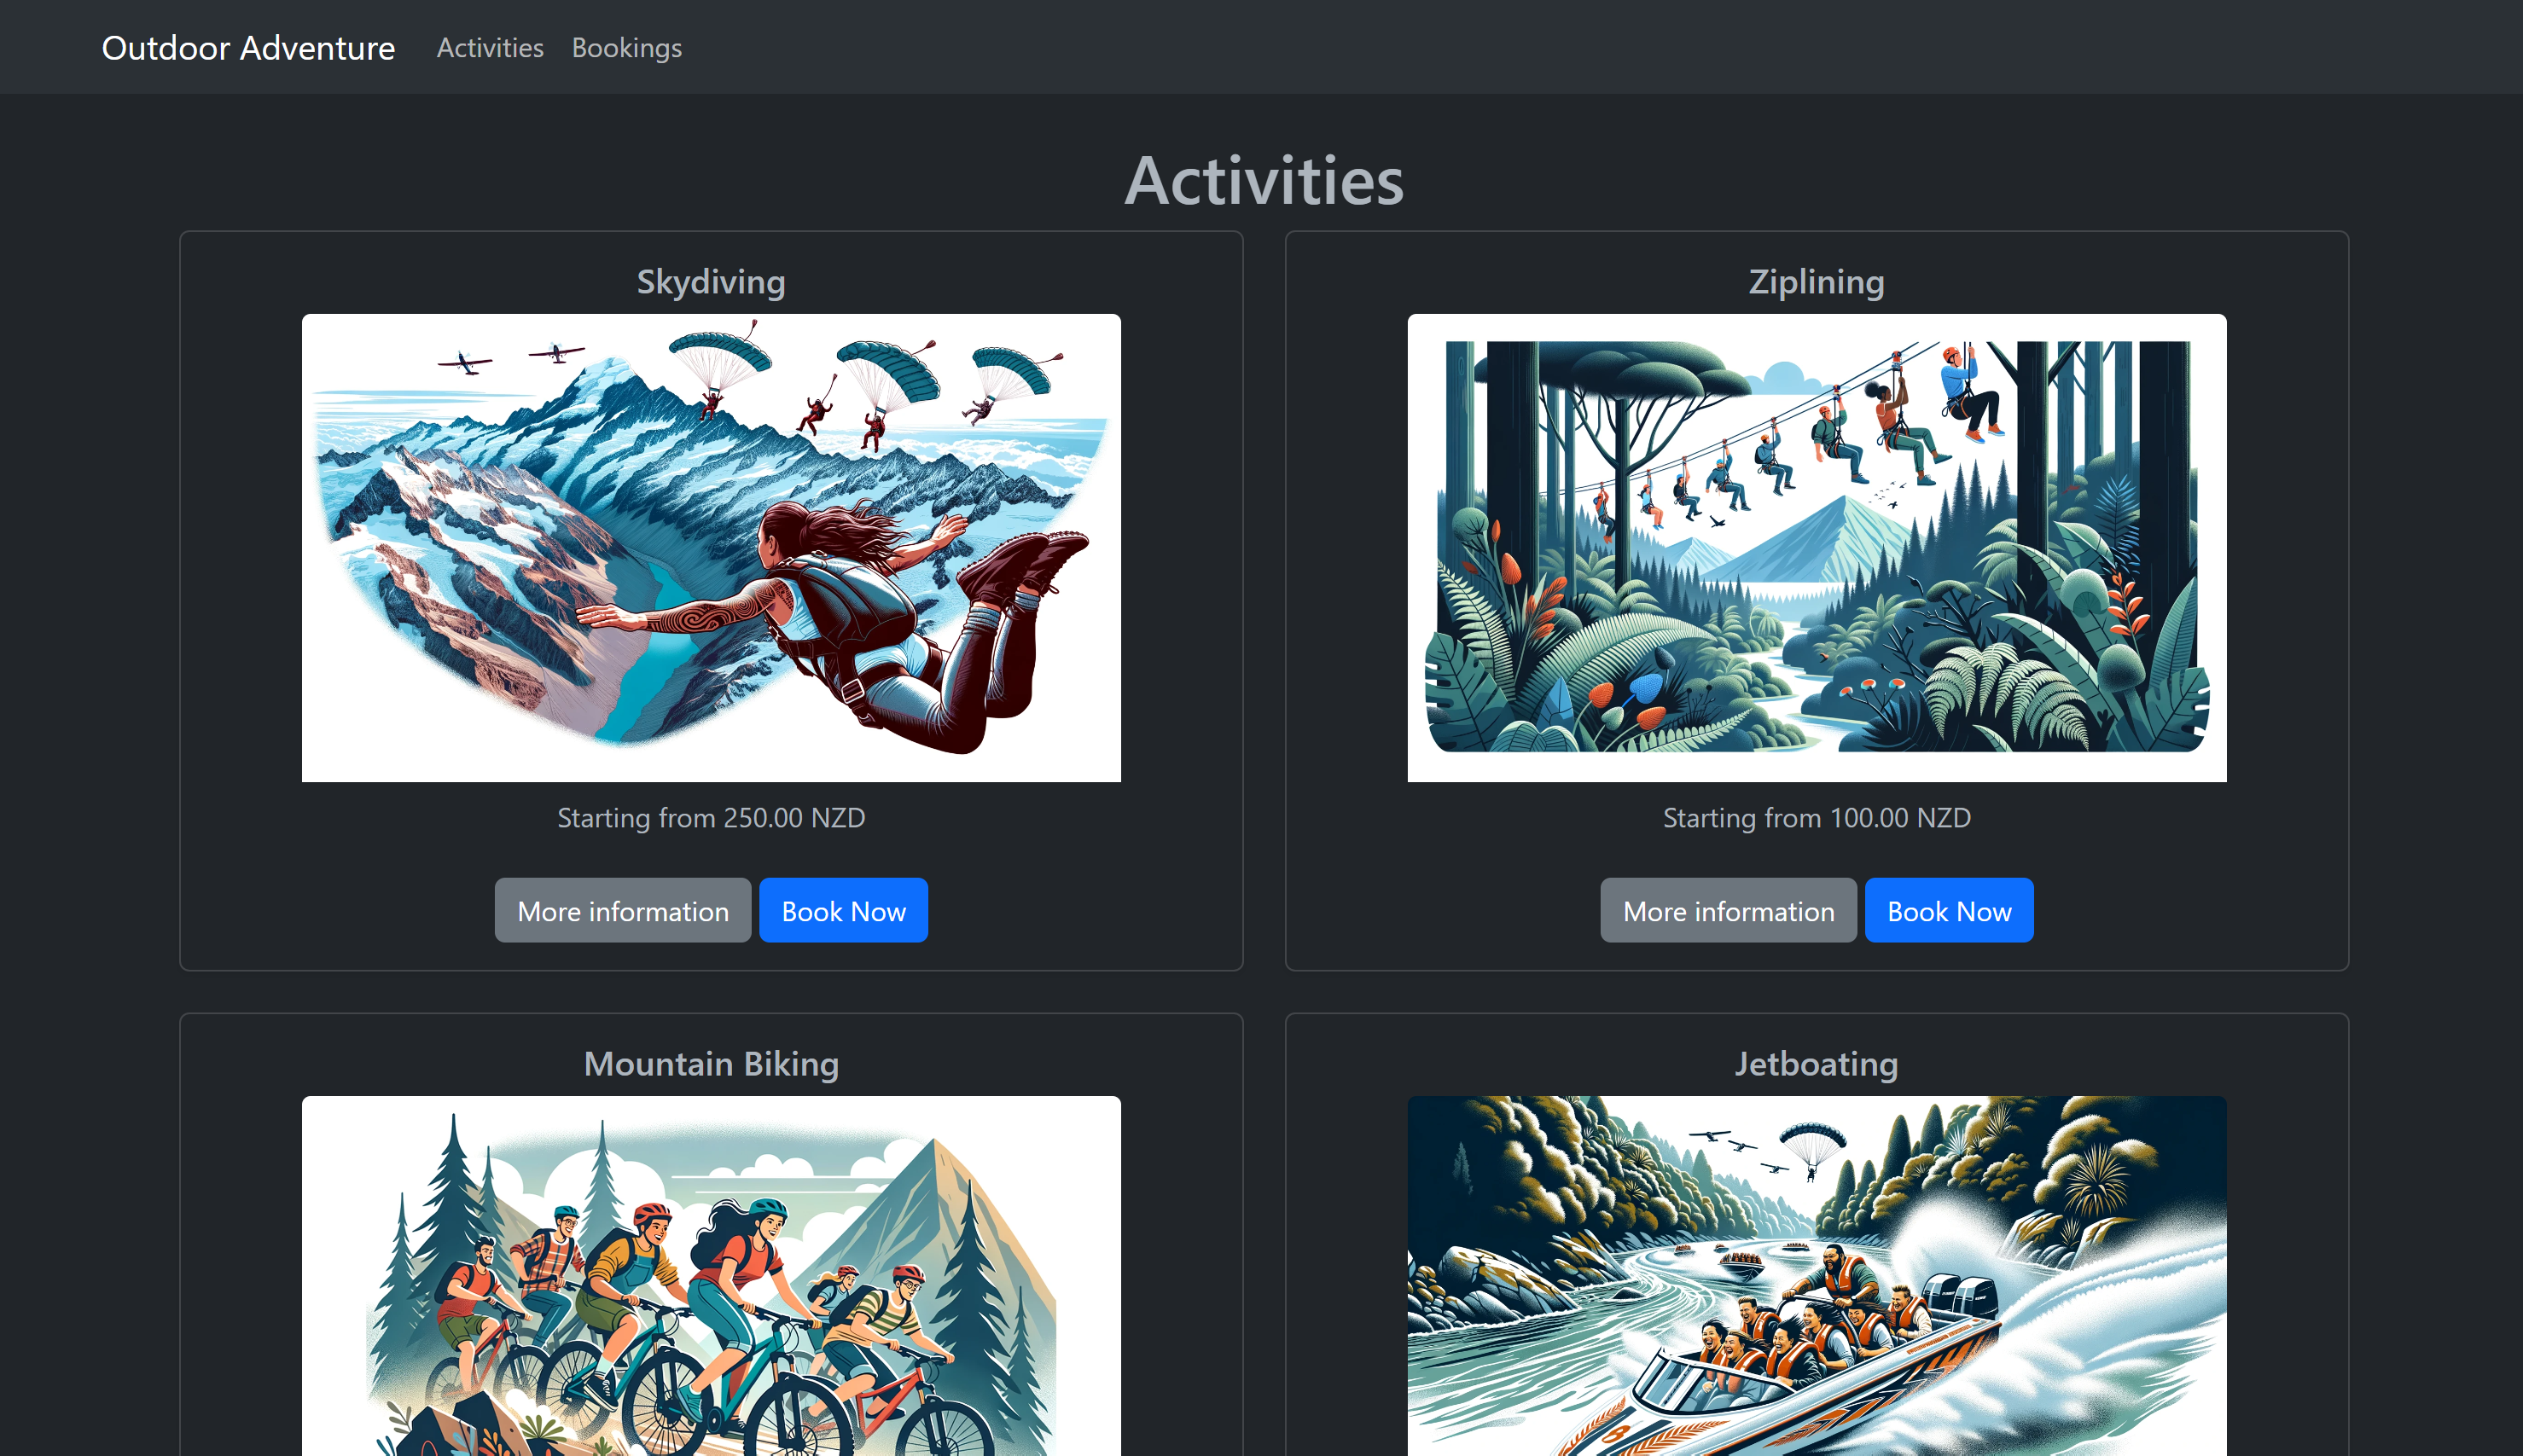 Outdoor Adventure Activities Bookings
Activities
Skydiving
Starting from 250.00 NZD
More information Book Now
Ziplining
Starting from 100.00 NZD
More information Book Now
Mountain Biking
Jetboating